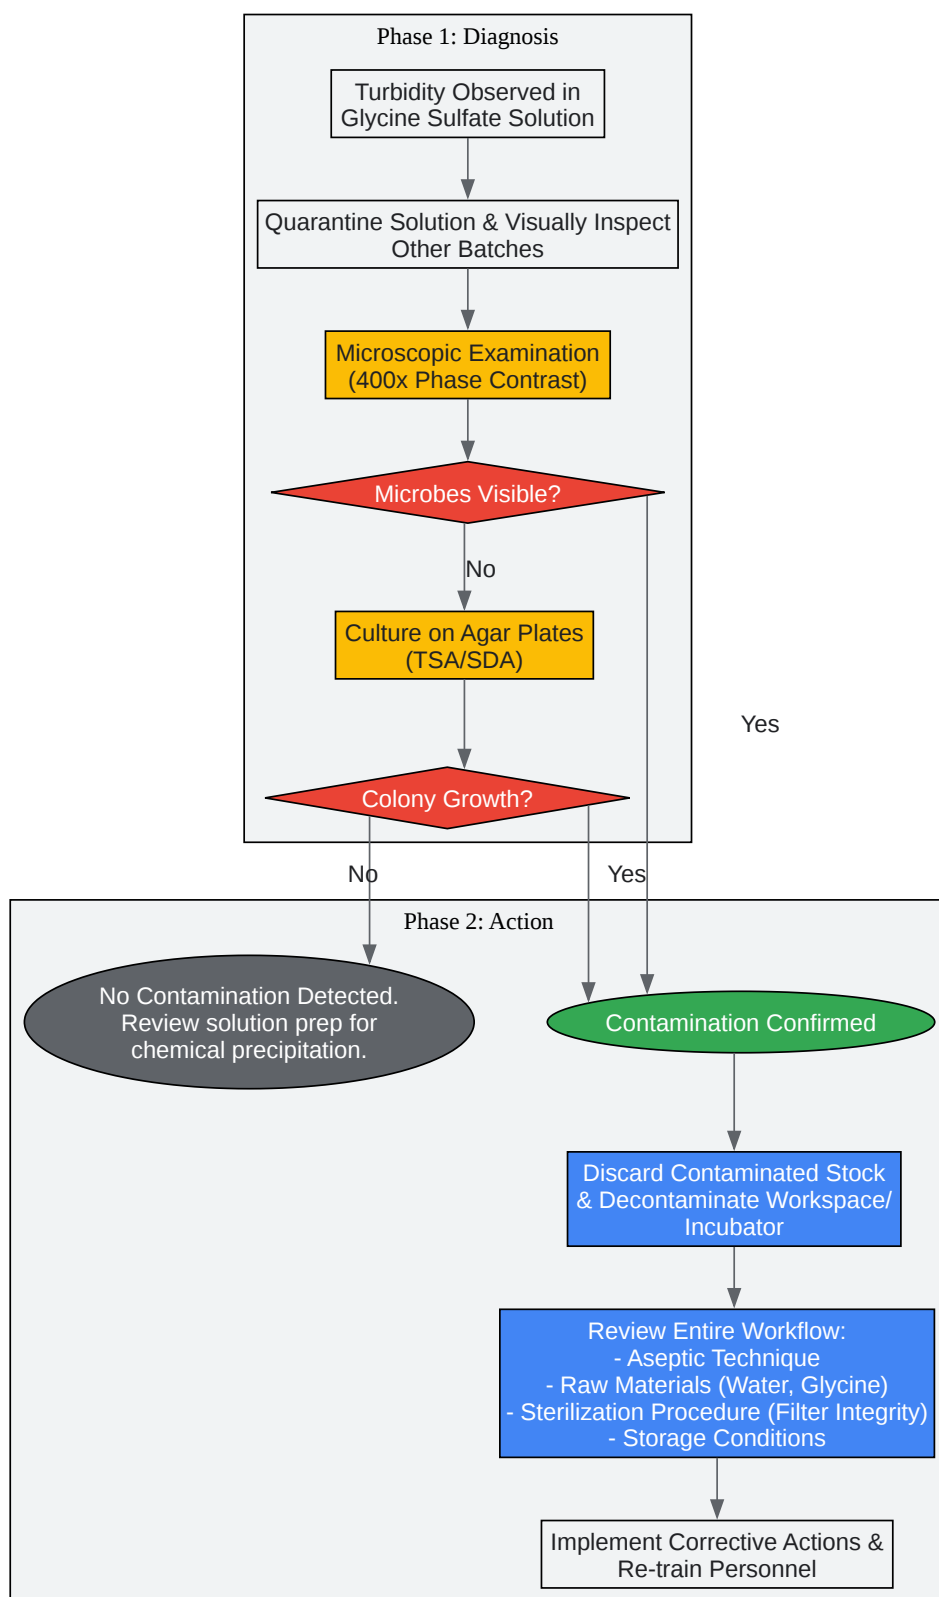 Phase 1: Diagnosis
Turbidity Observed in
Glycine Sulfate Solution
Quarantine Solution & Visually Inspect
Other Batches
Microscopic Examination
(400x Phase Contrast)
Microbes Visible?
No
Culture on Agar Plates
(TSA/SDA)
Yes
Colony Growth?
No
Yes
Phase 2: Action
No Contamination Detected.
Review solution prep for
chemical precipitation.
Contamination Confirmed
Discard Contaminated Stock
& Decontaminate Workspace/
Incubator
Review Entire Workflow:
- Aseptic Technique
- Raw Materials (Water, Glycine)
- Sterilization Procedure (Filter Integrity)
- Storage Conditions
Implement Corrective Actions &
Re-train Personnel